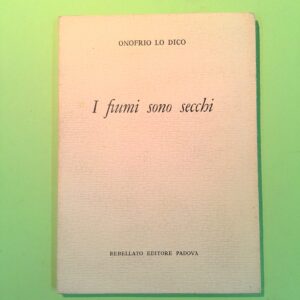 ONOFRIO LO DICO
I fiumi sono secchi
REBELLATO EDITORE PADOVA